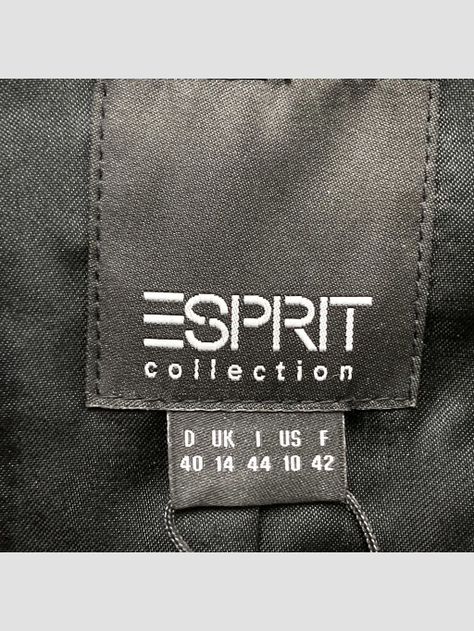 ESPRIT
collection
D UK I US F
40 14 44 10 42